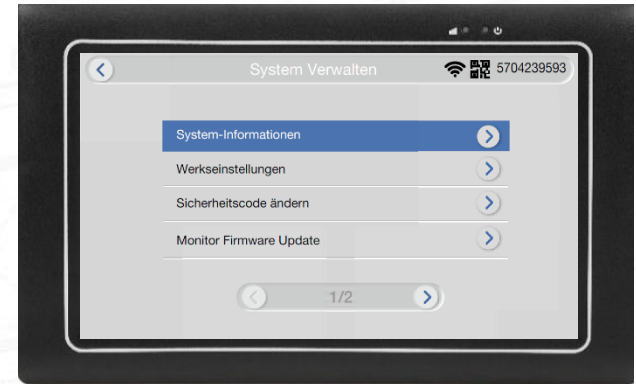 System Verwalten
5704239593
System-Informationen
Werkseinstellungen
Sicherheitscode ändern
Monitor Firmware Update
1/2